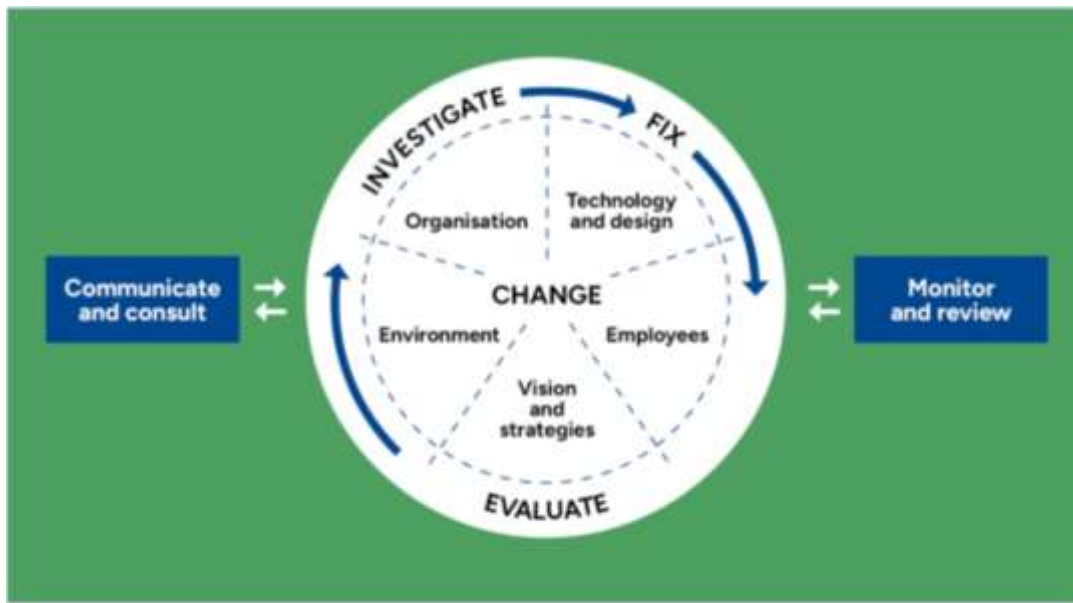 INVESTIGATE
FIX
Organisation
Technology
and design
Communicate
and consult
CHANGE
Monitor
and review
Environment
Employees
Vision
and
strategies
EVALUATE